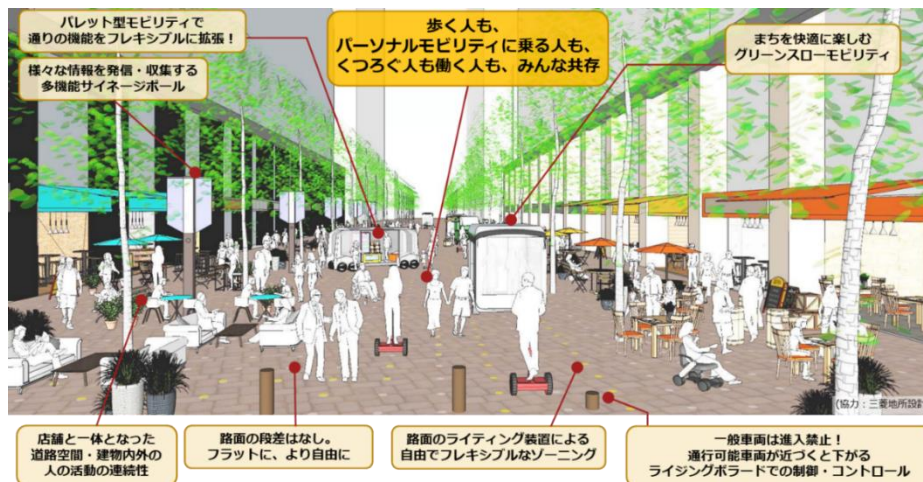 パレット型モビリティで
通りの機能をフレキシブルに拡張！
歩く人も、
パーソナルモビリティに乗る人も、
くつろぐ人も働く人も、みんな共存
まちを快適に楽しむ
グリーンスローモビリティ
様々な情報を発信・収集する
多機能サイネージポール
(協力：三菱地所設計
店舗と一体となった
道路空間・建物内外の
人の活動の連続性
路面の段差はなし。
フラットに、より自由に
路面のライティング装置による
自由でフレキシブルなゾーニング
一般車両は進入禁止！
通行可能車両が近づくと下がる
ライジングボラードでの制御・コントロール